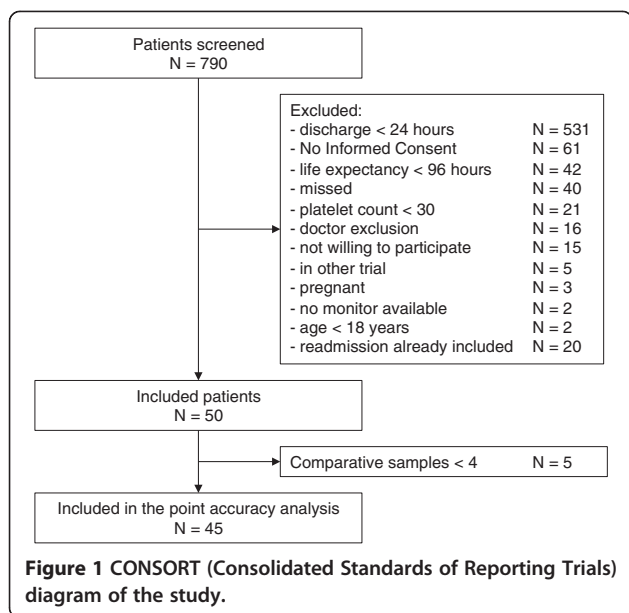 Patients screened
N = 790
Excluded:
- discharge < 24 hours N = 531
- No Informed Consent N = 61
- life expectancy < 96 hours N = 42
- missed N = 40
- platelet count < 30 N = 21
- doctor exclusion N = 16
- not willing to participate N = 15
- in other trial N = 5
- pregnant N = 3
- no monitor available N = 2
- age < 18 years N = 2
- readmission already included N = 20
Included patients
N = 50
Comparative samples < 4 N = 5
Included in the point accuracy analysis
N = 45
Figure 1 CONSORT (Consolidated Standards of Reporting Trials)
diagram of the study.